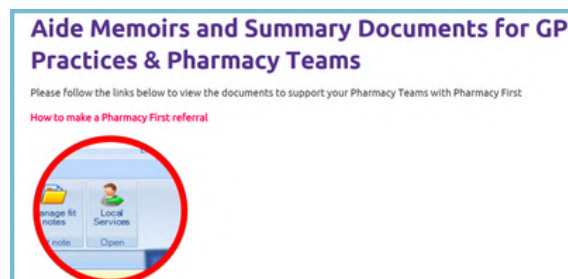 Aide Memoirs and Summary Documents for GP
Practices & Pharmacy Teams
Please follow the links below to view the documents to support your Pharmacy Teams with Pharmacy First
How to make a Pharmacy First referral
fit Local
notes Services
note Open